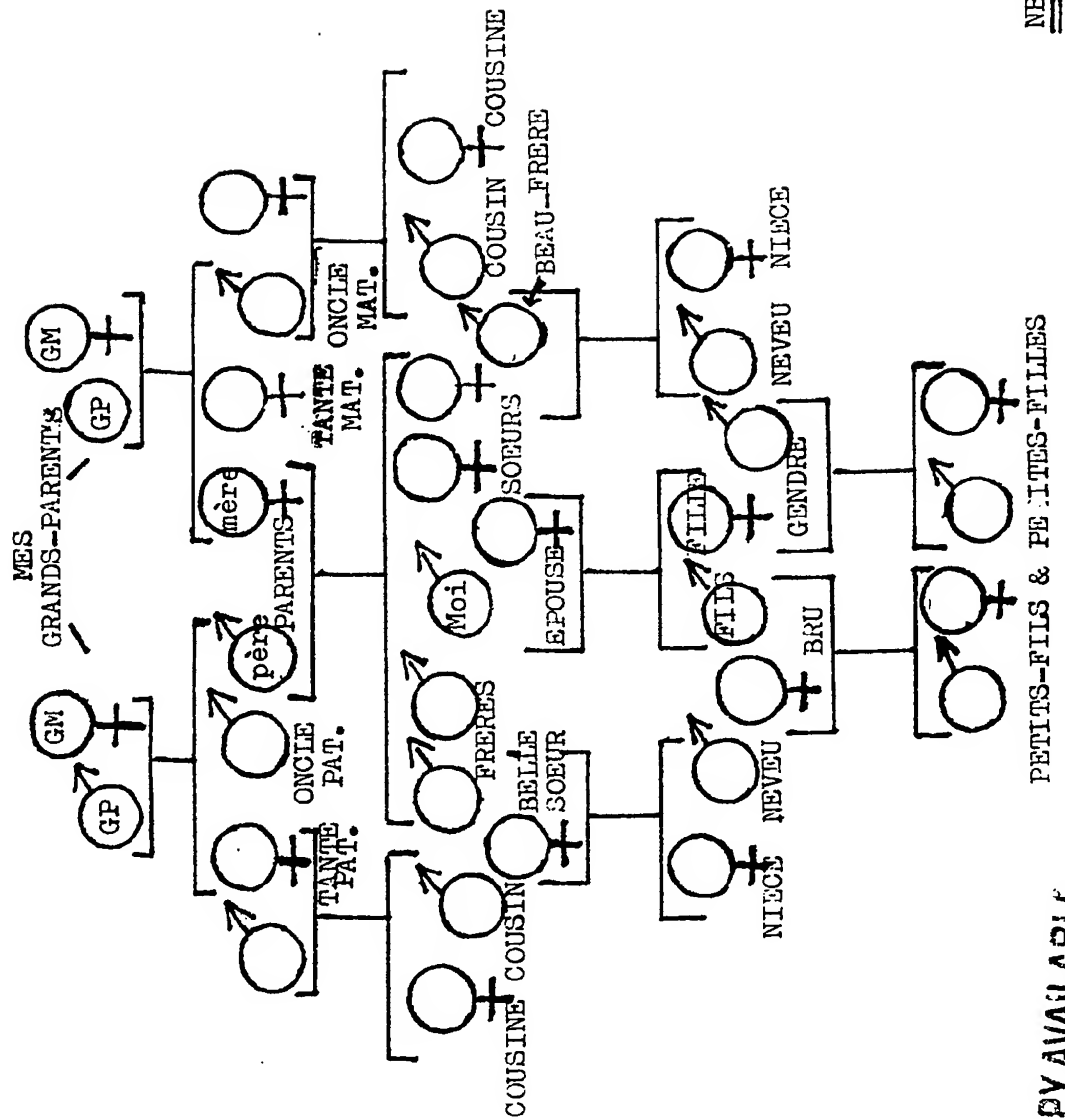 MES
GRANDS-PARENTS
GM
GP
GM
GP
TANTE
PAT.
ONCLE
PAT.
père
mère
PARENTS
TANTE
MAT.
ONCLE
MAT.
COUSINE COUSIN
FRERES
Moi
SOEURS
COUSIN COUSINE
BELLE
SOEUR
EPOUSE
BEAU-FRERE
NIECE NEVEU
BRU
FILS
FILLE
GENDRE
NEVEU NIECE
PETITS-FILS & PETITES-FILLES